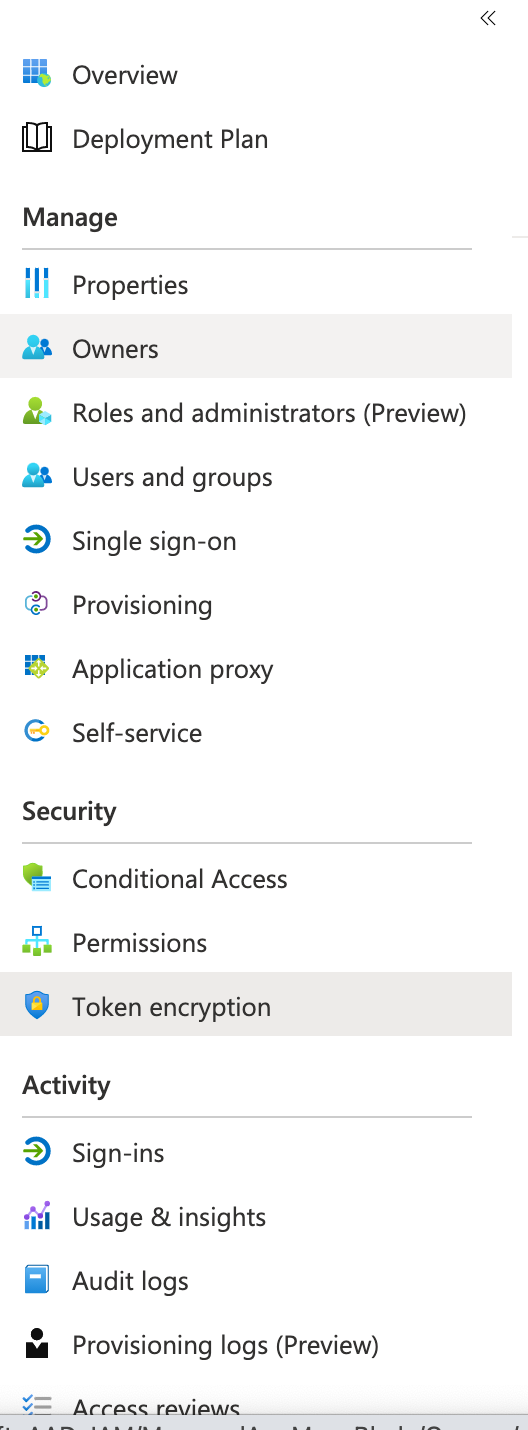 Overview
Deployment Plan
Manage
Properties
Owners
Roles and administrators (Preview)
Users and groups
Single sign-on
Provisioning
Application proxy
Self-service
Security
Conditional Access
Permissions
Token encryption
Activity
Sign-ins
Usage & insights
Audit logs
Provisioning logs (Preview)
Access reviews